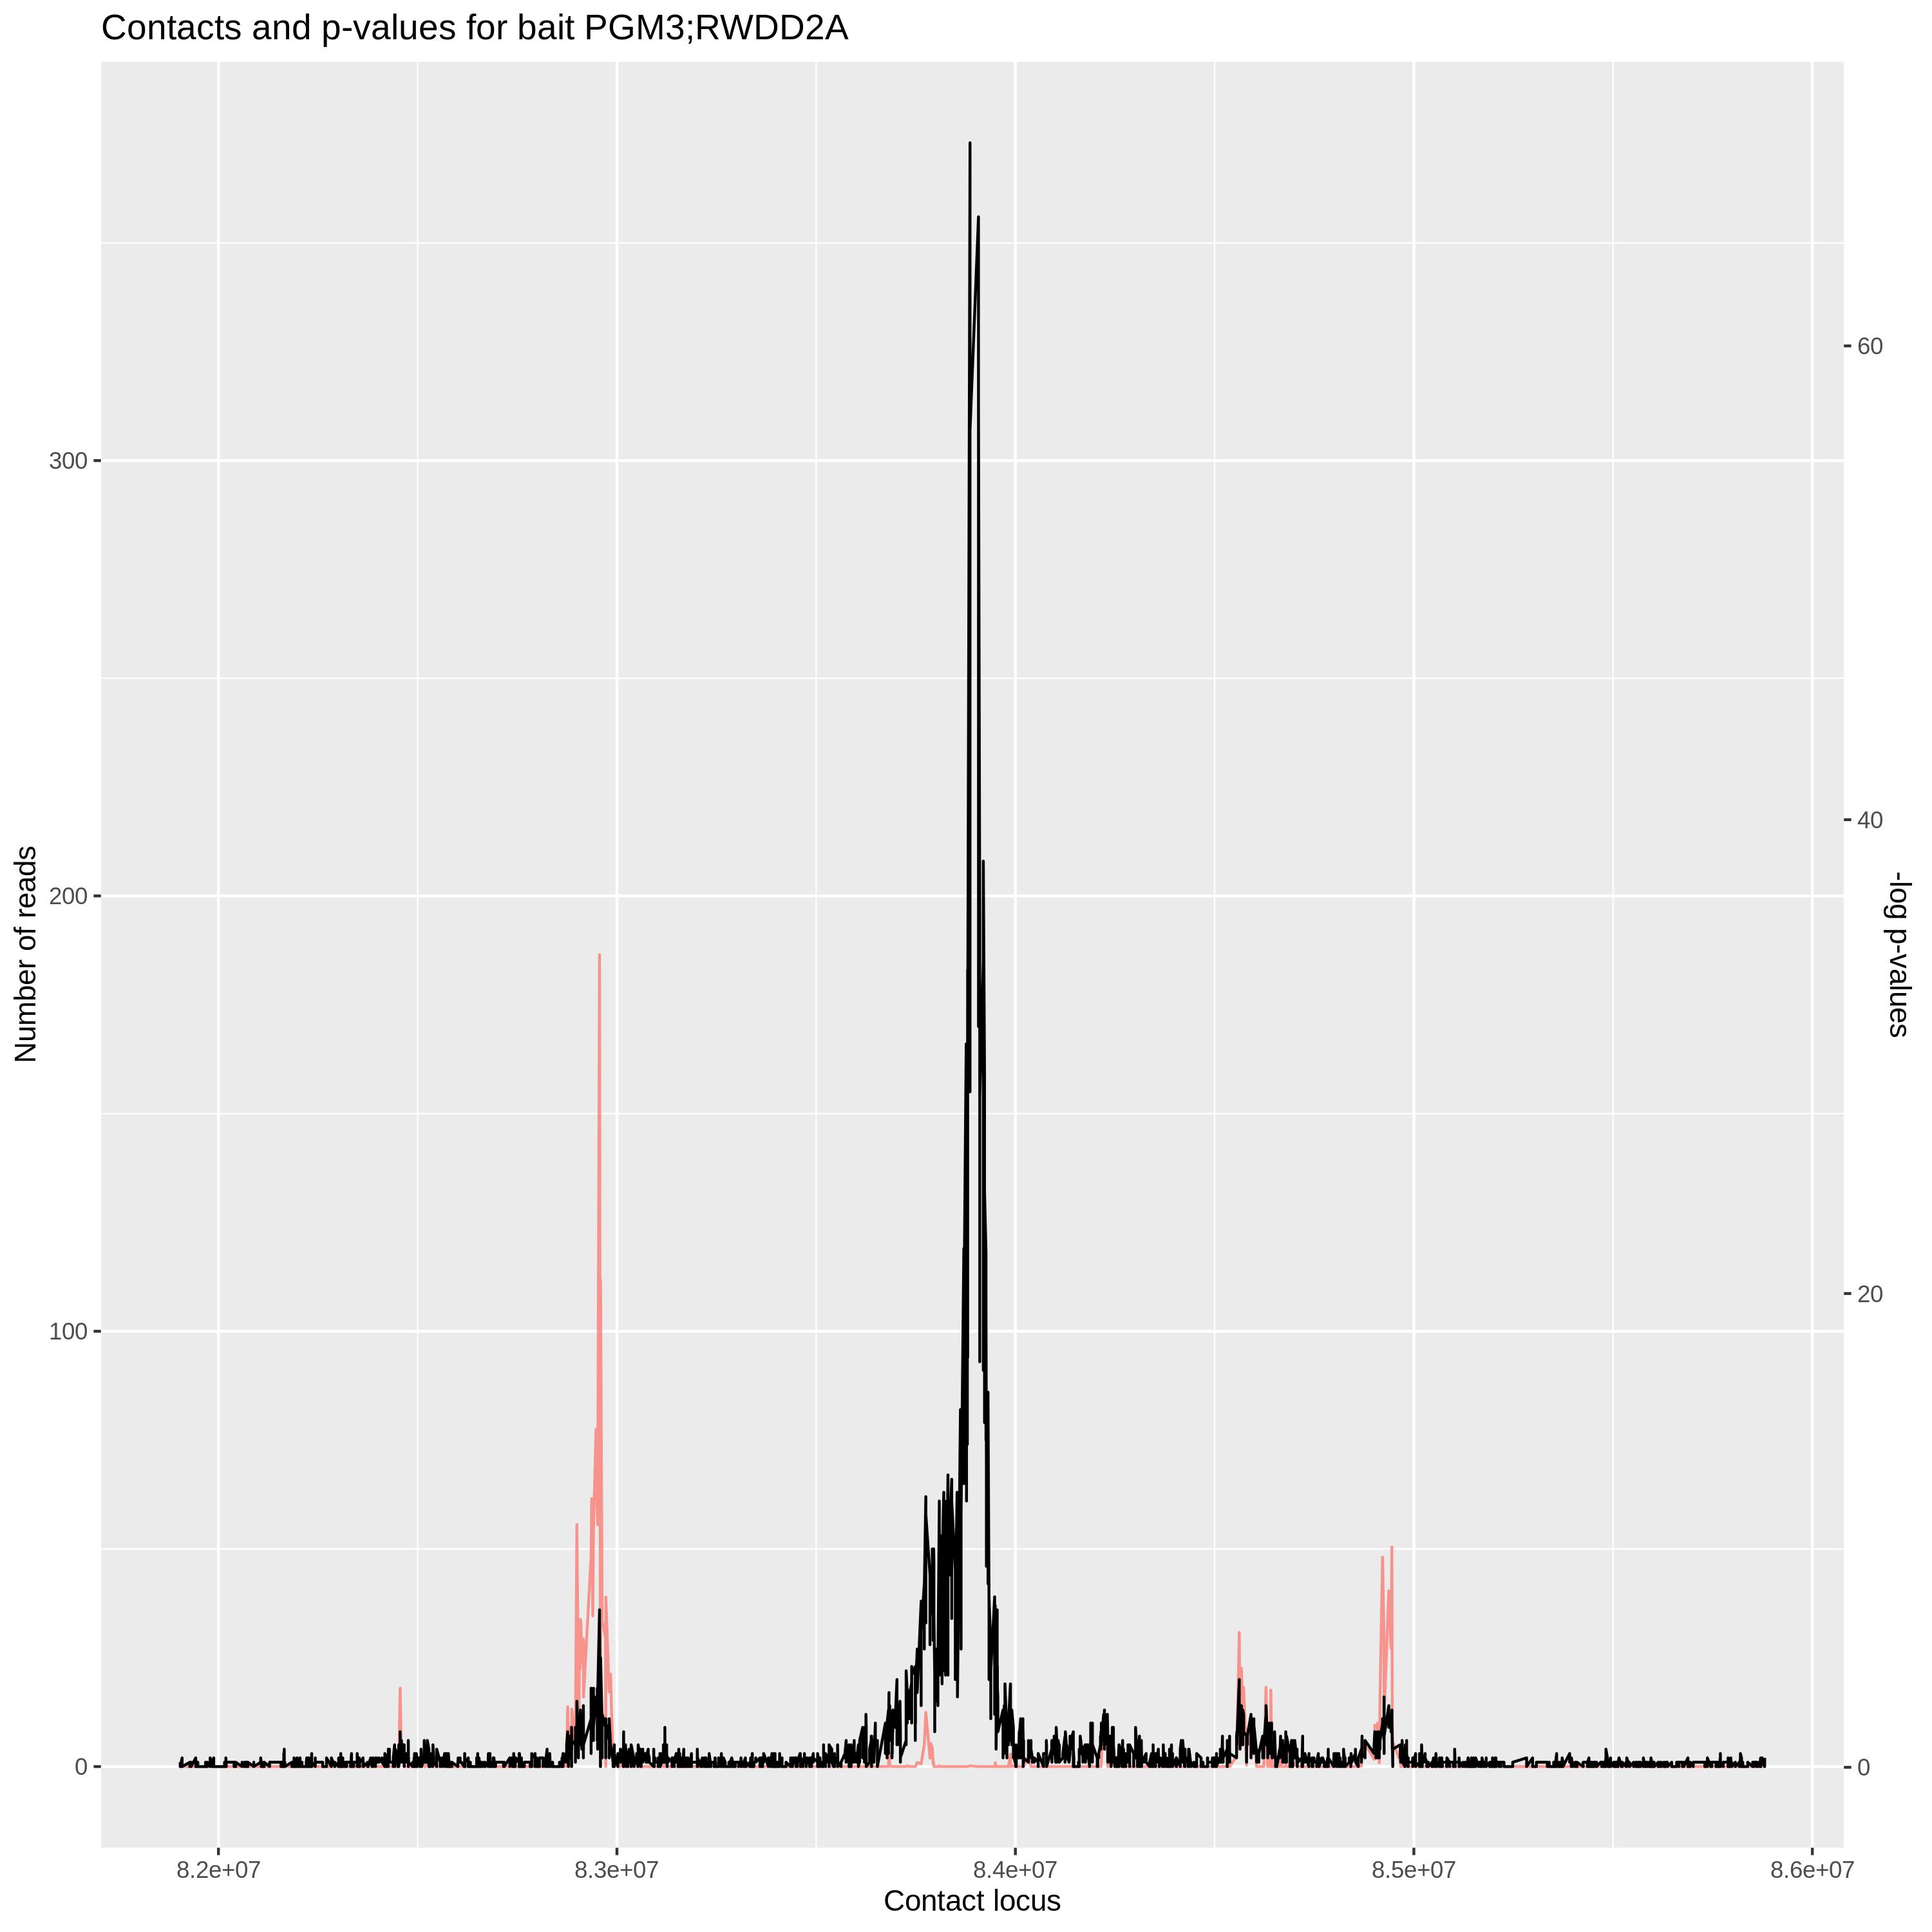 Contacts and p-values for bait PGM3;RWDD2A
300
200
100
0
Number of reads
60
40
20
0
-log p-values
8.2e+07
8.3e+07
8.4e+07
8.5e+07
8.6e+07
Contact locus